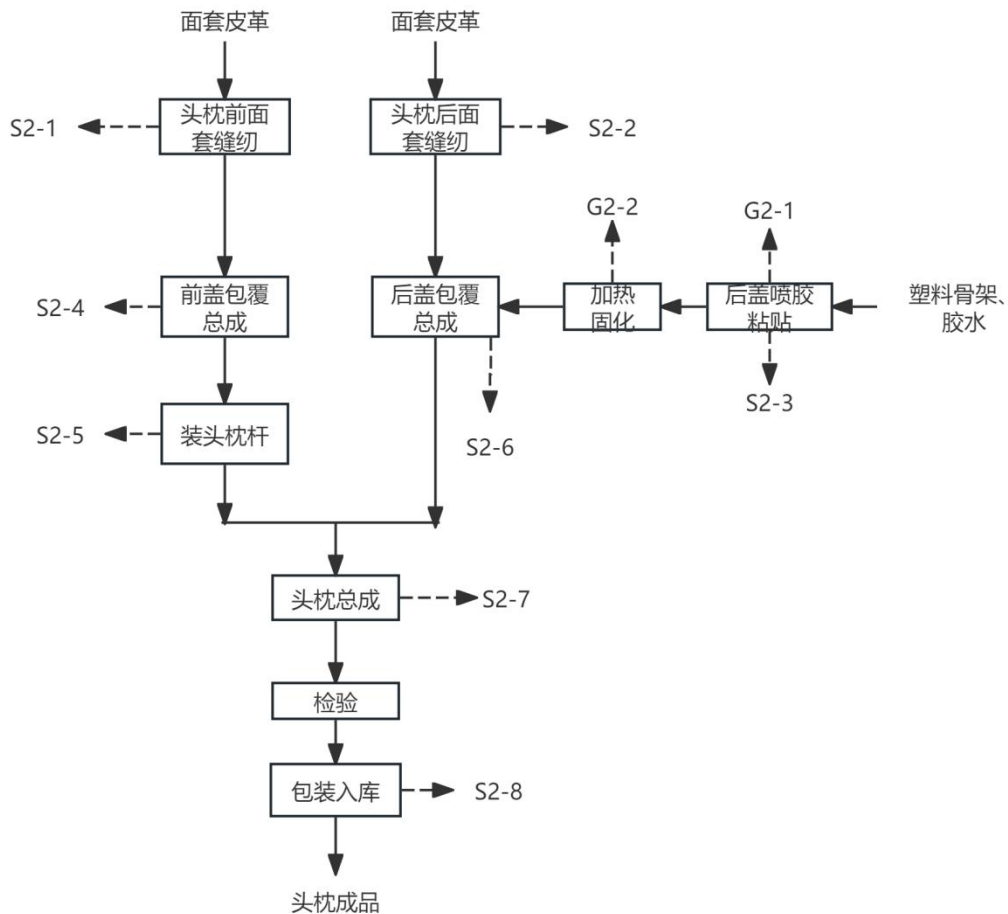 面套皮革
面套皮革
S2-1
头枕前面
套缝纫
头枕后面
套缝纫
S2-2
G2-2
G2-1
S2-4
前盖包覆
总成
后盖包覆
总成
加热
固化
后盖喷胶
粘贴
塑料骨架、
胶水
S2-3
S2-5
装头枕杆
S2-6
头枕总成
S2-7
检验
包装入库
S2-8
头枕成品